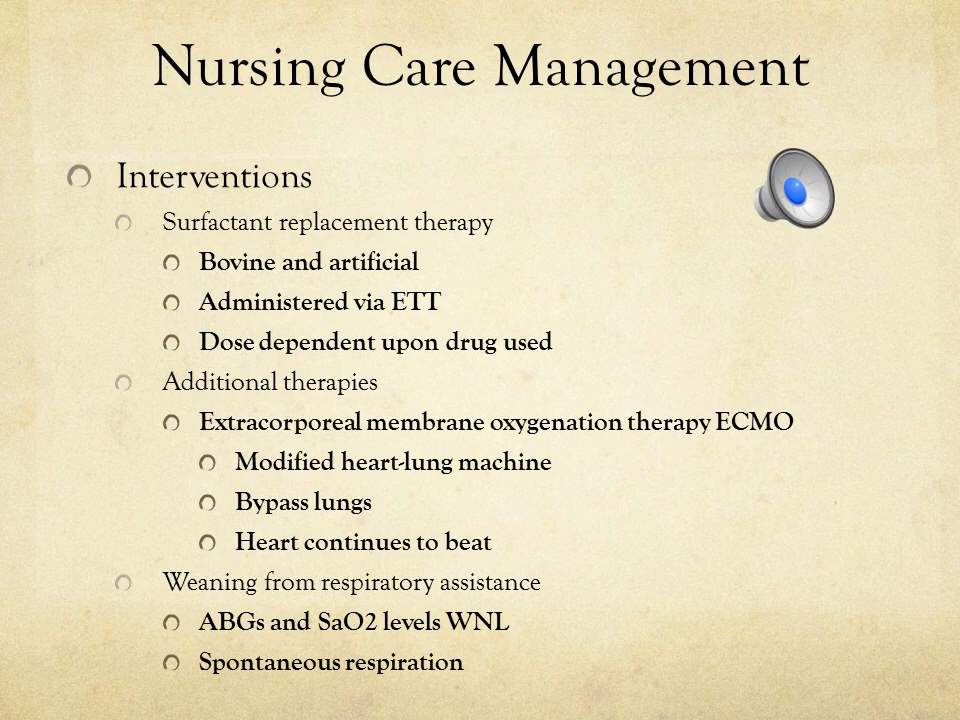 Nursing Care Management
Interventions
Surfactant replacement therapy
Bovine and artificial
Administered via ETT
Dose dependent upon drug used
Additional therapies
Extracorporeal membrane oxygenation therapy ECMO
Modified heart-lung machine
Bypass lungs
Heart continues to beat
Weaning from respiratory assistance
ABGs and SaO2 levels WNL
Spontaneous respiration